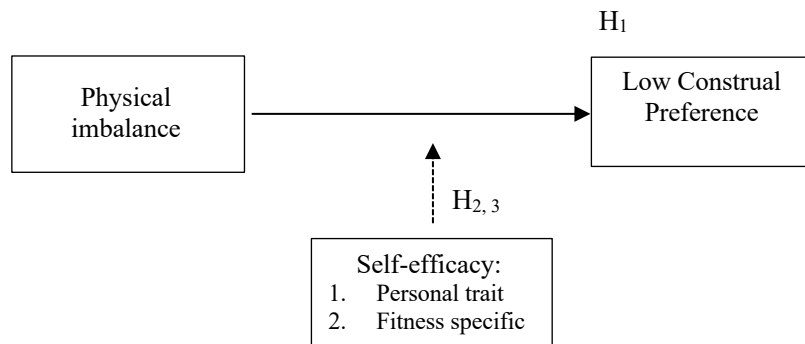 H1
Physical
imbalance
Low Construal
Preference
H2, 3
Self-efficacy:
1. Personal trait
2. Fitness specific